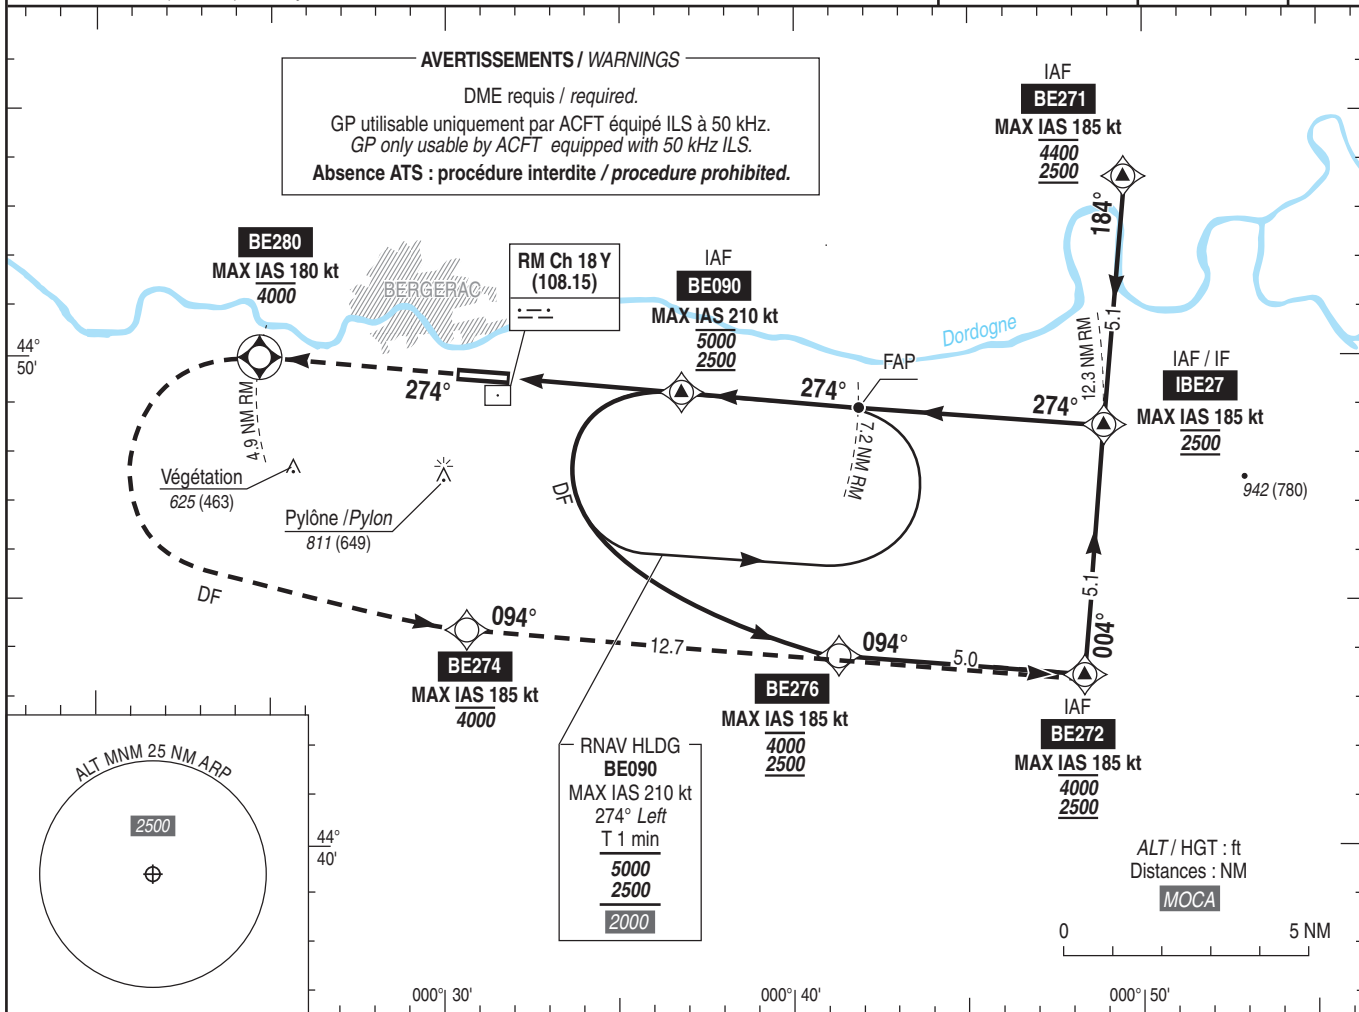 AVERTISSEMENTS / WARNINGS
DME requis / required.
GP utilisable uniquement par ACFT équipé ILS à 50 kHz.
GP only usable by ACFT equipped with 50 kHz ILS.
Absence ATS : procédure interdite / procedure prohibited.
IAF
BE271
MAX IAS 185 kt
4400
2500
184°
5.1
BE280
MAX IAS 180 kt
4000
BERGERAC
RM Ch 18 Y
(108.15)
IAF
BE090
MAX IAS 210 kt
5000
2500
Dordogne
FAP
12.3 NM RM
IAF / IF
IBE27
MAX IAS 185 kt
2500
44°
50'
274°
274°
274°
4.9 NM RM
7.2 NM RM
Végétation
625 (463)
Pylône / Pylon
811 (649)
942 (780)
DF
DF
5.1
004°
094°
12.7
094°
5.0
BE274
MAX IAS 185 kt
4000
BE276
MAX IAS 185 kt
4000
2500
IAF
BE272
MAX IAS 185 kt
4000
2500
RNAV HLDG
BE090
MAX IAS 210 kt
274° Left
T 1 min
5000
2500
2000
ALT MNM 25 NM ARP
2500
44°
40'
ALT / HGT : ft
Distances : NM
MOCA
0 5 NM
000° 30' 000° 40' 000° 50'